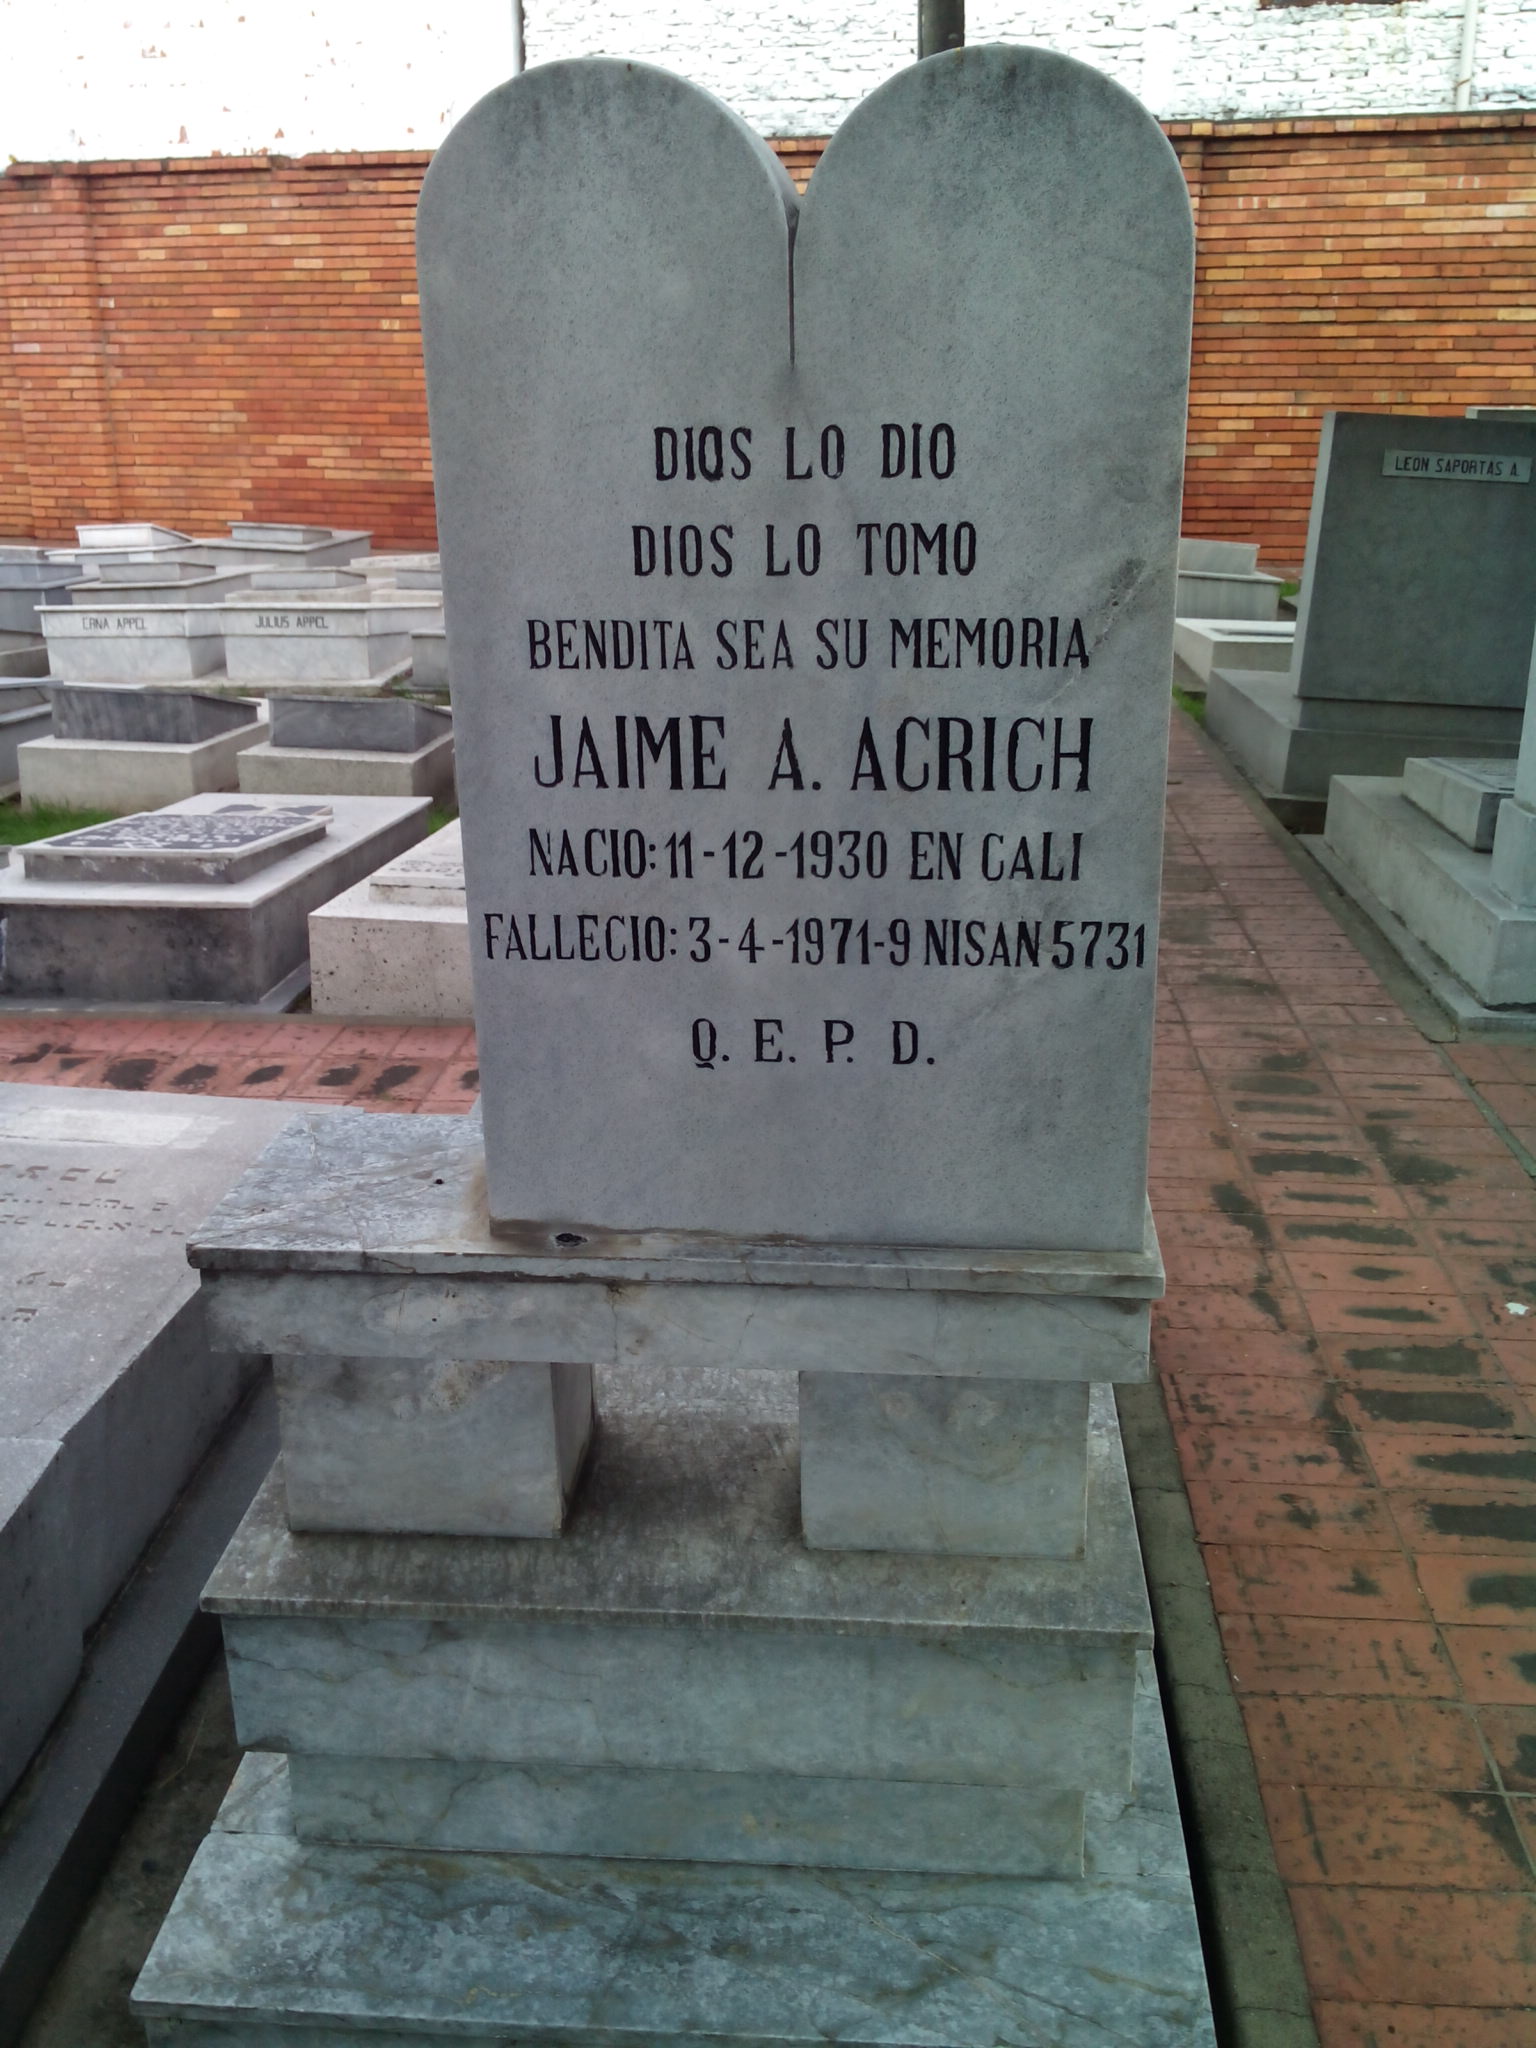 DIOS LO DIO
DIOS LO TOMO
BENDITA SEA SU MEMORIA
JAIME A. ACRICH
NACIO: 11-12-1930 EN CALI
FALLECIO: 3-4-1971-9 NISAN 5731
Q. E. P. D.
LEON SAPORTAS A.
ERNA APPEL
JULIUS APPEL